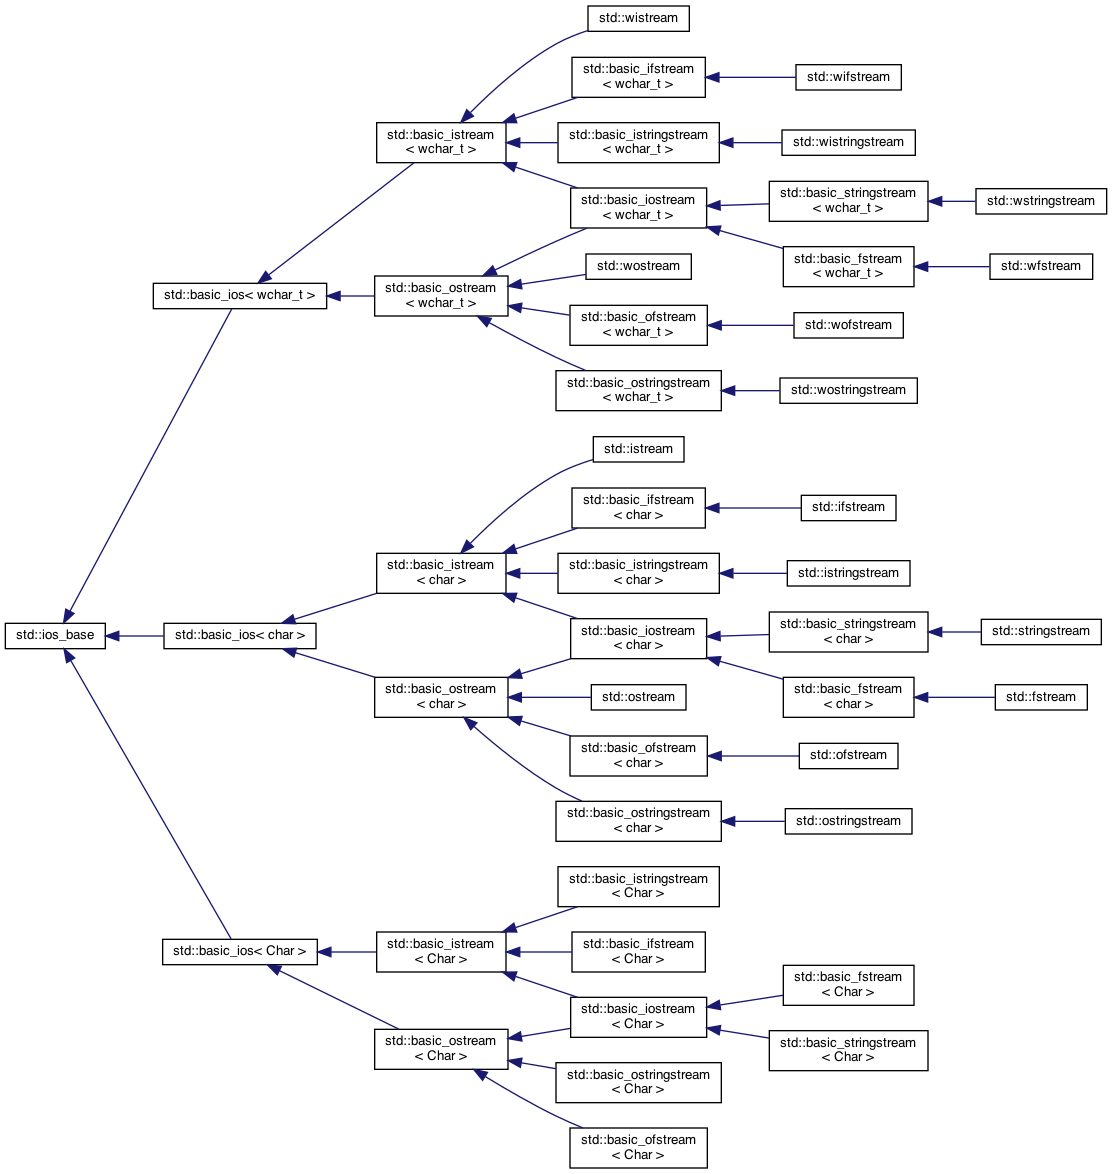 std::wistream
std::basic_ifstream
< wchar_t >
std::wifstream
std::basic_istream
< wchar_t >
std::basic_istringstream
< wchar_t >
std::wistringstream
std::basic_iostream
< wchar_t >
std::basic_stringstream
< wchar_t >
std::wstringstream
std::basic_fstream
< wchar_t >
std::wfstream
std::basic_ios< wchar_t >
std::basic_ostream
< wchar_t >
std::wostream
std::basic_ofstream
< wchar_t >
std::wofstream
std::basic_ostringstream
< wchar_t >
std::wostringstream
std::istream
std::basic_ifstream
< char >
std::ifstream
std::basic_istream
< char >
std::basic_istringstream
< char >
std::istringstream
std::ios_base
std::basic_ios< char >
std::basic_iostream
< char >
std::basic_stringstream
< char >
std::stringstream
std::basic_ostream
< char >
std::ostream
std::basic_fstream
< char >
std::fstream
std::basic_ofstream
< char >
std::ofstream
std::basic_ostringstream
< char >
std::ostringstream
std::basic_istringstream
< Char >
std::basic_ios< Char >
std::basic_istream
< Char >
std::basic_ifstream
< Char >
std::basic_iostream
< Char >
std::basic_fstream
< Char >
std::basic_stringstream
< Char >
std::basic_ostream
< Char >
std::basic_ostringstream
< Char >
std::basic_ofstream
< Char >